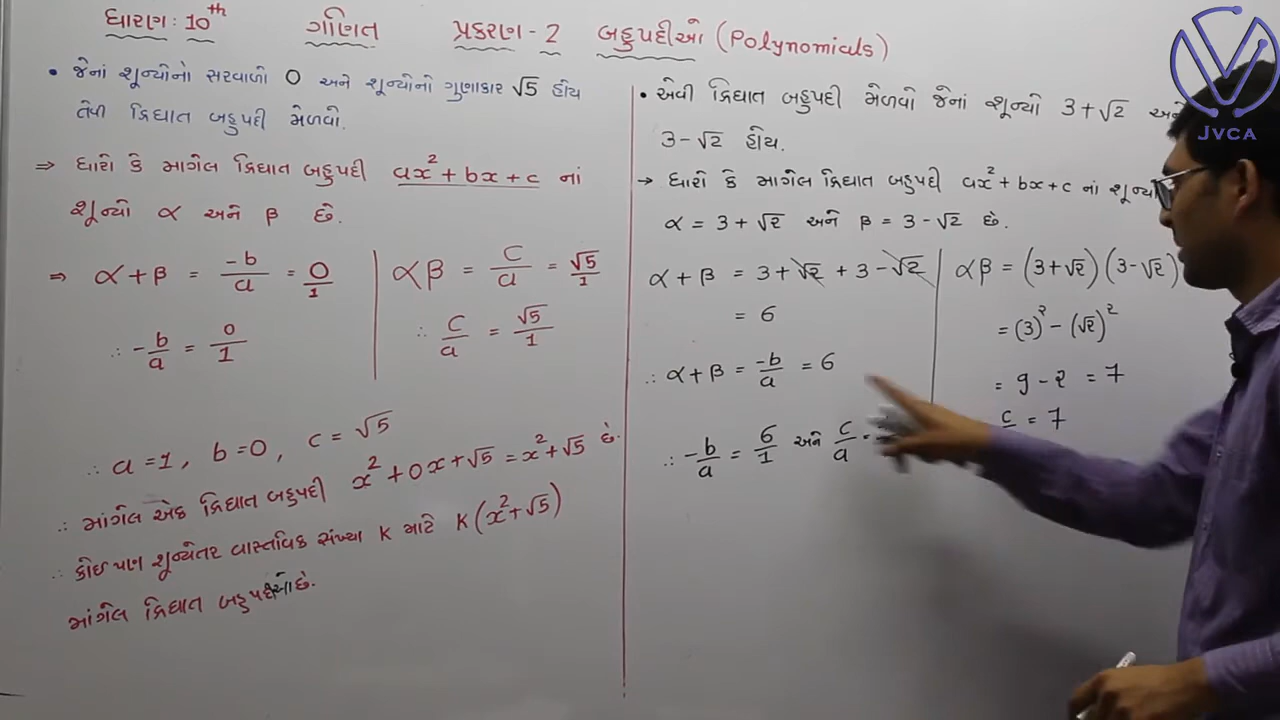 ધોરણ: 10th ગણિત પ્રકરણ - 2 બહુપદીઓ (Polynomials)
• જેનાં શૂન્યોનો સરવાળો 0 અને શૂન્યોનો ગુણાકાર √5 હોય
તેવી દ્વિઘાત બહુપદી મેળવો.
⇒ ધારો કે માગેલ દ્વિઘાત બહુપદી ax² + bx + c નાં
શૂન્યો α અને β છે.
⇒ α + β = -b/a = 0/1
αβ = c/a = √5/1
∴ -b/a = 0/1
∴ c/a = √5/1
∴ a = 1, b = 0, c = √5
∴ માંગેલ એક દ્વિઘાત બહુપદી x² + 0x + √5 = x² + √5 છે.
∴ કોઈ પણ શૂન્યેતર વાસ્તવિક સંખ્યા K માટે K(x² + √5)
માંગેલ દ્વિઘાત બહુપદીઓ છે.
• એવી દ્વિઘાત બહુપદી મેળવો જેનાં શૂન્યો 3 + √2 અને
3 - √2 હોય.
→ ધારો કે માગેલ દ્વિઘાત બહુપદી ax² + bx + c નાં શૂન્યો
α = 3 + √2 અને β = 3 - √2 છે.
α + β = 3 + √2 + 3 - √2
= 6
∴ α + β = -b/a = 6
∴ -b/a = 6/1 અને c/a =
αβ = (3 + √2)(3 - √2)
= (3)² - (√2)²
= 9 - 2 = 7
c = 7
JVCA